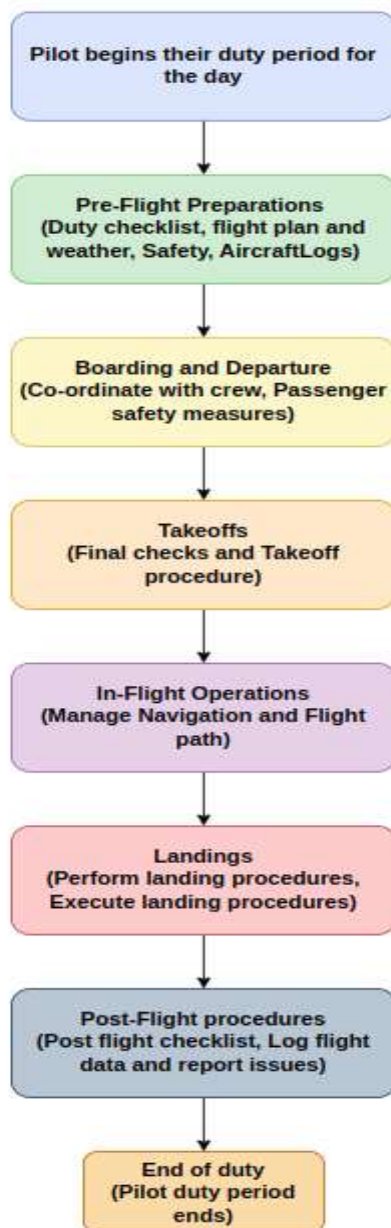 Pilot begins their duty period for
the day
Pre-Flight Preparations
(Duty checklist, flight plan and
weather, Safety, AircraftLogs)
Boarding and Departure
(Co-ordinate with crew, Passenger
safety measures)
Takeoffs
(Final checks and Takeoff
procedure)
In-Flight Operations
(Manage Navigation and Flight
path)
Landings
(Perform landing procedures,
Execute landing procedures)
Post-Flight procedures
(Post flight checklist, Log flight
data and report issues)
End of duty
(Pilot duty period
ends)